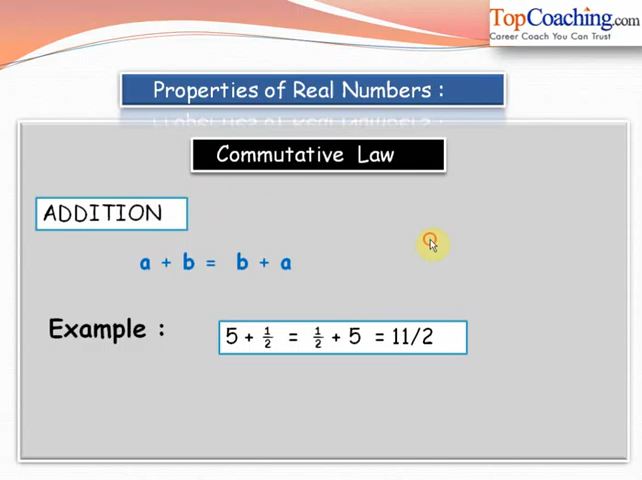 TopCoaching.com
Career Coach You Can Trust
Properties of Real Numbers :
Commutative Law
ADDITION
a + b = b + a
Example : 5 + 1/2 = 1/2 + 5 = 11/2